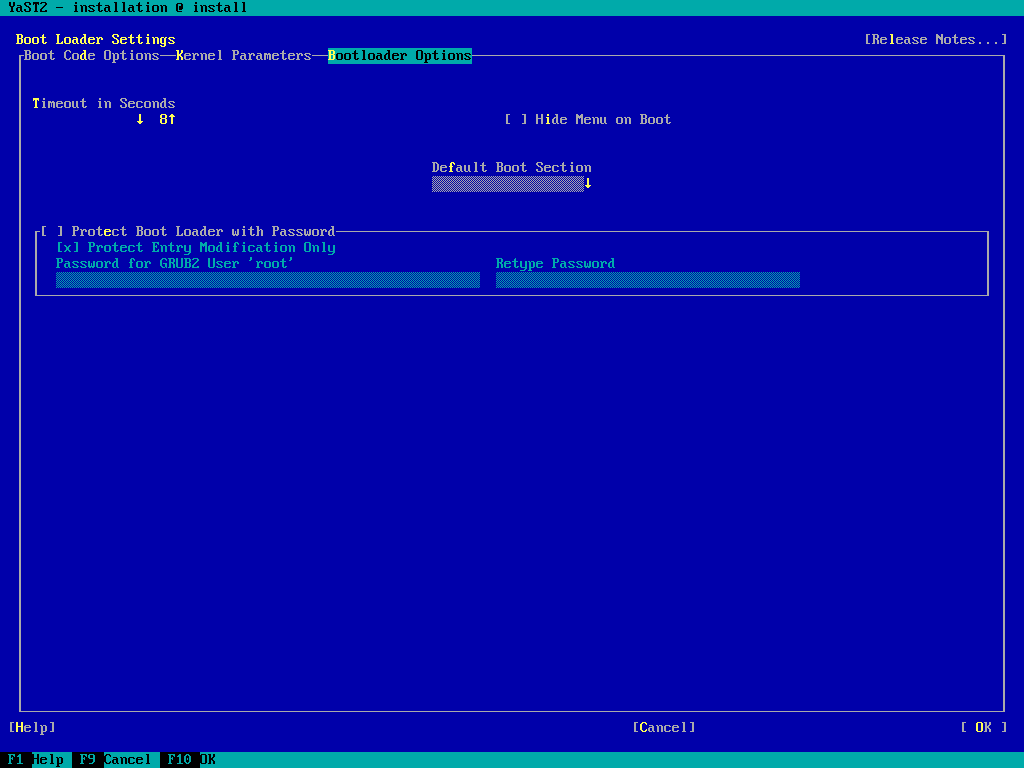 YaST2 - installation @ install
Boot Loader Settings [Release Notes...]
Boot Code Options Kernel Parameters Bootloader Options
Timeout in Seconds
↓ 8↑ [ ] Hide Menu on Boot
Default Boot Section
↓
[ ] Protect Boot Loader with Password
[x] Protect Entry Modification Only
Password for GRUB2 User 'root' Retype Password
[Help] [Cancel] [ OK ]
F1 Help F9 Cancel F10 OK